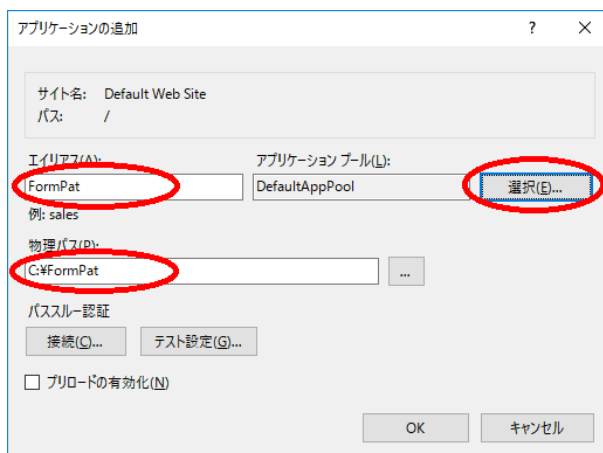 アプリケーションの追加 ? ×
サイト名: Default Web Site
パス: /
エイリアス(A): アプリケーション プール(L):
FormPat DefaultAppPool 選択(E)...
例: sales
物理パス(P):
C:¥FormPat ...
パススルー認証
接続(C)... テスト設定(G)...
プリロードの有効化(N)
OK キャンセル